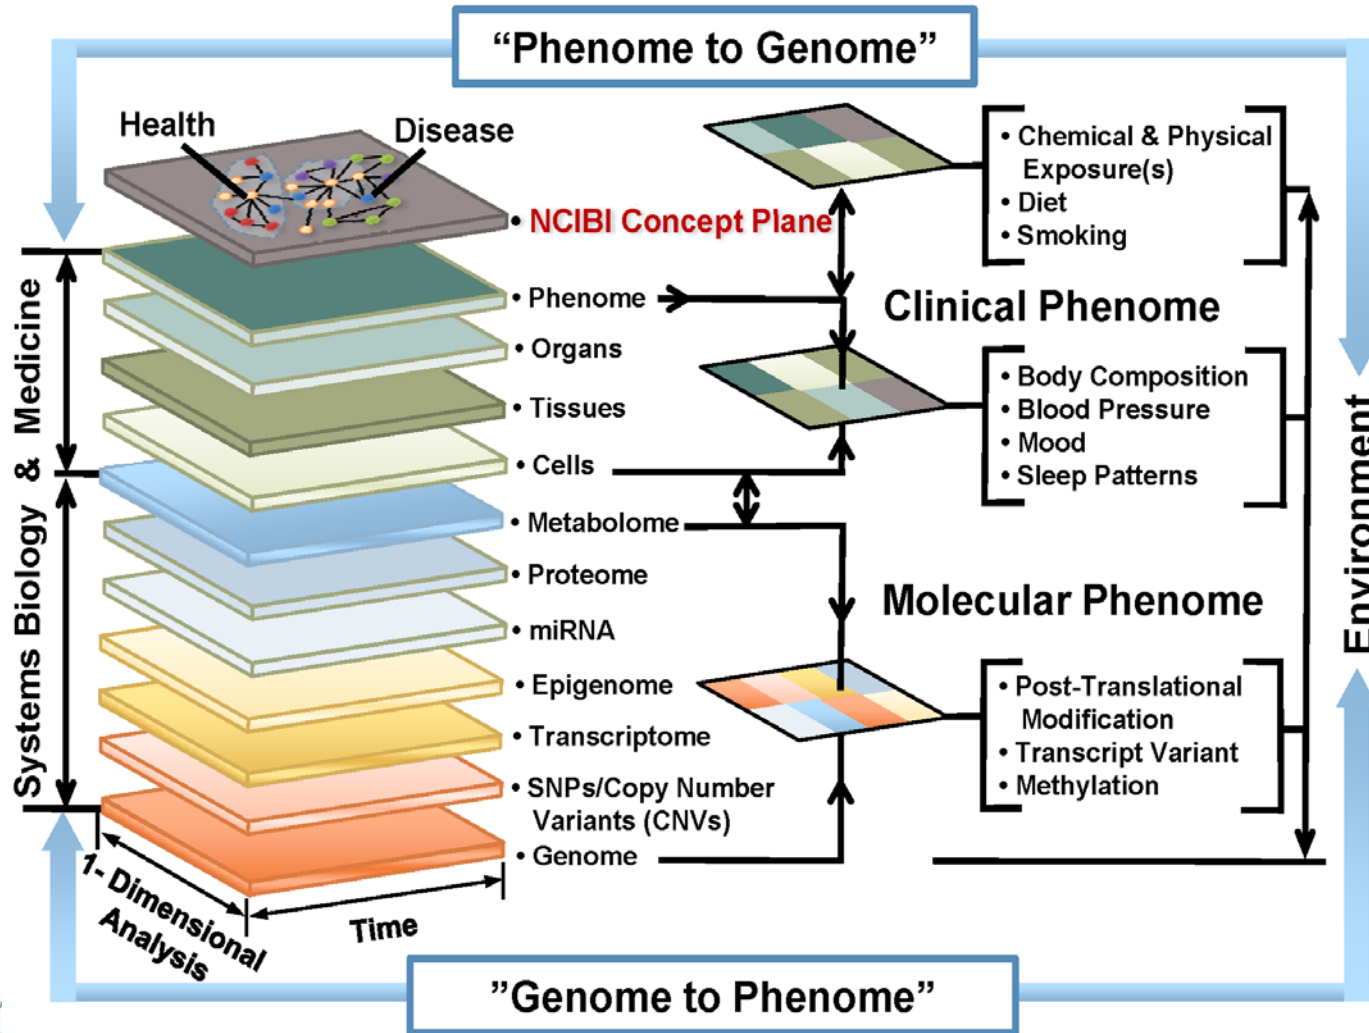 “Phenome to Genome”
Health
Disease
• NCIBI Concept Plane
• Phenome
• Organs
• Tissues
• Cells
• Metabolome
• Proteome
• miRNA
• Epigenome
• Transcriptome
• SNPs/Copy Number
Variants (CNVs)
• Genome
Systems Biology & Medicine
1- Dimensional
Analysis
Time
• Chemical & Physical
Exposure(s)
• Diet
• Smoking
Clinical Phenome
• Body Composition
• Blood Pressure
• Mood
• Sleep Patterns
Molecular Phenome
• Post-Translational
Modification
• Transcript Variant
• Methylation
Environment
”Genome to Phenome”